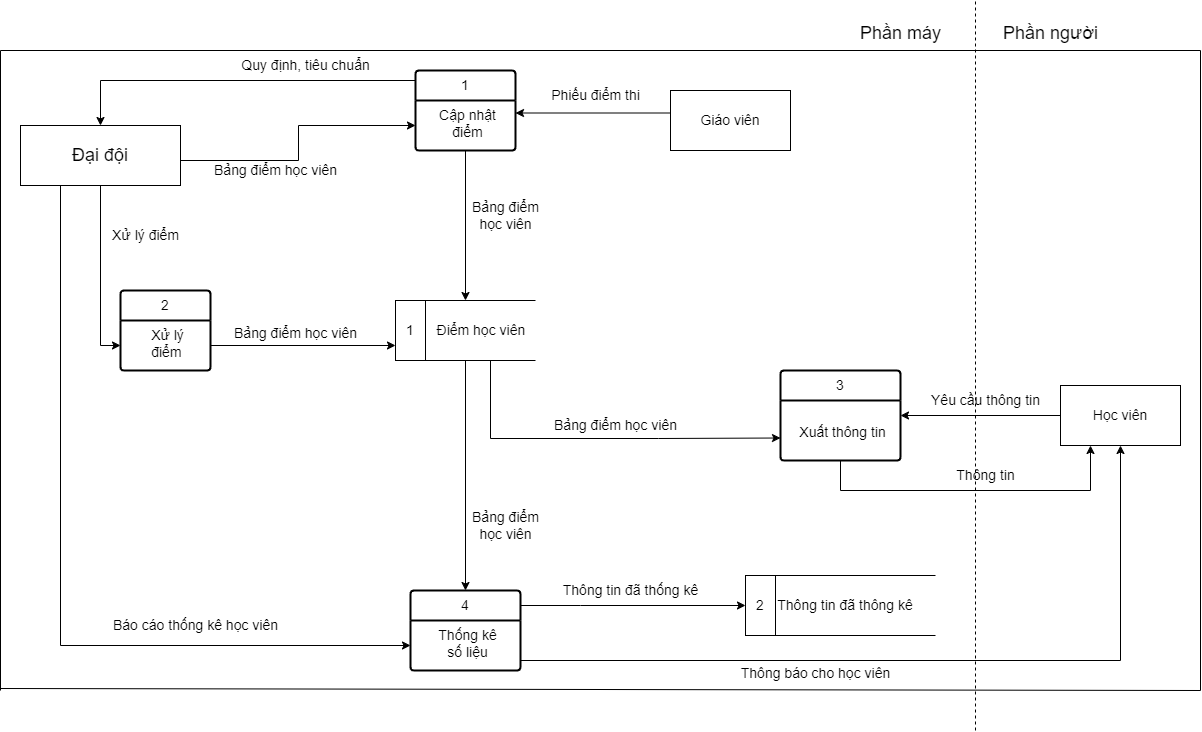 Phần máy
Phần người
Quy định, tiêu chuẩn
1
Cập nhật
điểm
Phiếu điểm thi
Giáo viên
Đại đội
Bảng điểm học viên
Bảng điểm
học viên
Xử lý điểm
2
Xử lý
điểm
Bảng điểm học viên
1
Điểm học viên
3
Xuất thông tin
Yêu cầu thông tin
Học viên
Bảng điểm học viên
Thông tin
Bảng điểm
học viên
4
Thống kê
số liệu
Thông tin đã thống kê
2
Thông tin đã thông kê
Báo cáo thống kê học viên
Thông báo cho học viên